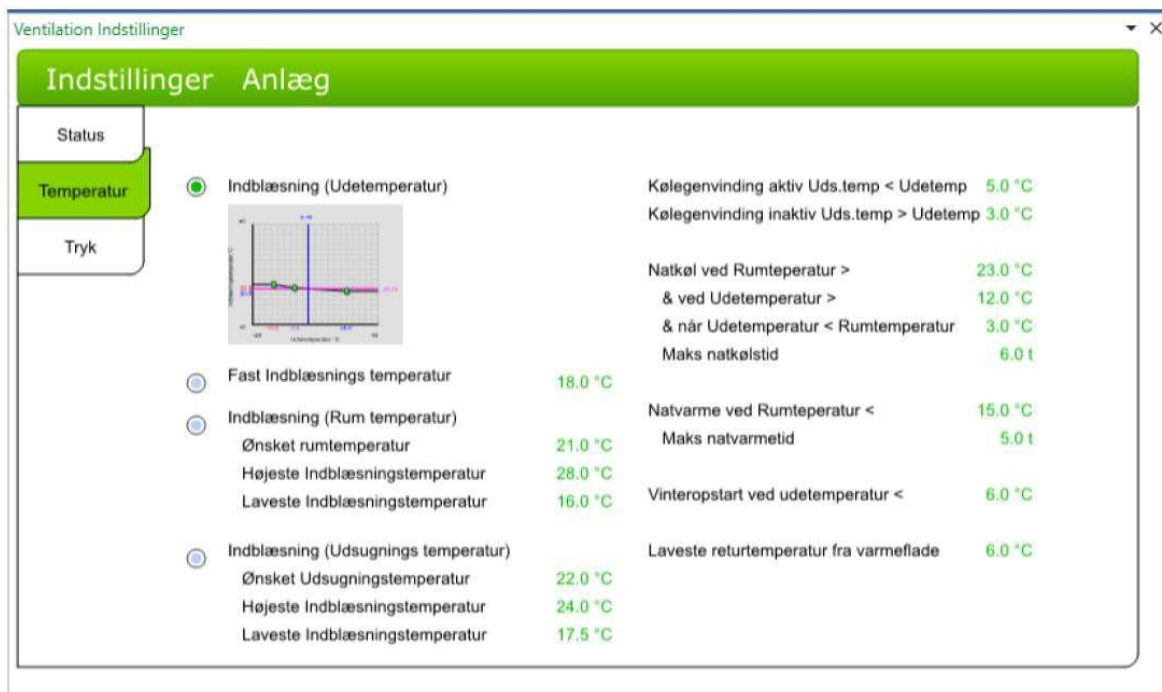 Ventilation Indstillinger
Indstillinger Anlæg
Status
Temperatur
Tryk
Indblæsning (Udetemperatur)
40
Udetemperatur °C
Fast Indblæsnings temperatur 18.0 °C
Indblæsning (Rum temperatur)
Ønsket rumtemperatur 21.0 °C
Højeste Indblæsningstemperatur 28.0 °C
Laveste Indblæsningstemperatur 16.0 °C
Indblæsning (Udsugnings temperatur)
Ønsket Udsugningstemperatur 22.0 °C
Højeste Indblæsningstemperatur 24.0 °C
Laveste Indblæsningstemperatur 17.5 °C
Kølegenvinding aktiv Uds.temp < Udetemp 5.0 °C
Kølegenvinding inaktiv Uds.temp > Udetemp 3.0 °C
Natkøl ved Rumteperatur > 23.0 °C
& ved Udetemperatur > 12.0 °C
& når Udetemperatur < Rumtemperatur 3.0 °C
Maks natkølstid 6.0 t
Natvarme ved Rumteperatur < 15.0 °C
Maks natvarmetid 5.0 t
Vinteropstart ved udetemperatur < 6.0 °C
Laveste returtemperatur fra varmeflade 6.0 °C